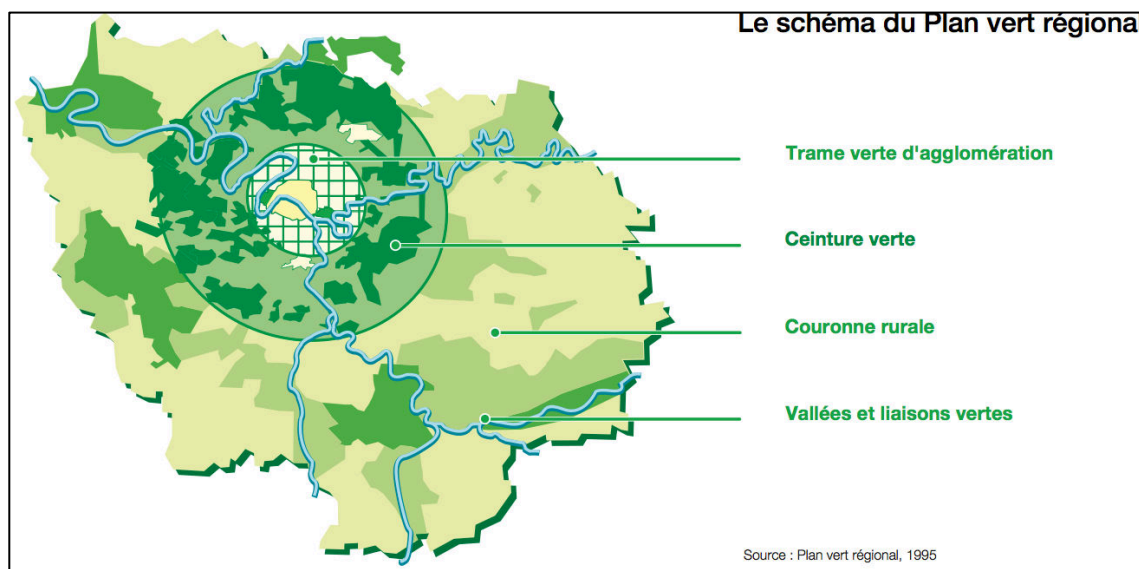 Le schéma du Plan vert régiona
Trame verte d'agglomération
Ceinture verte
Couronne rurale
Vallées et liaisons vertes
Source : Plan vert régional, 1995